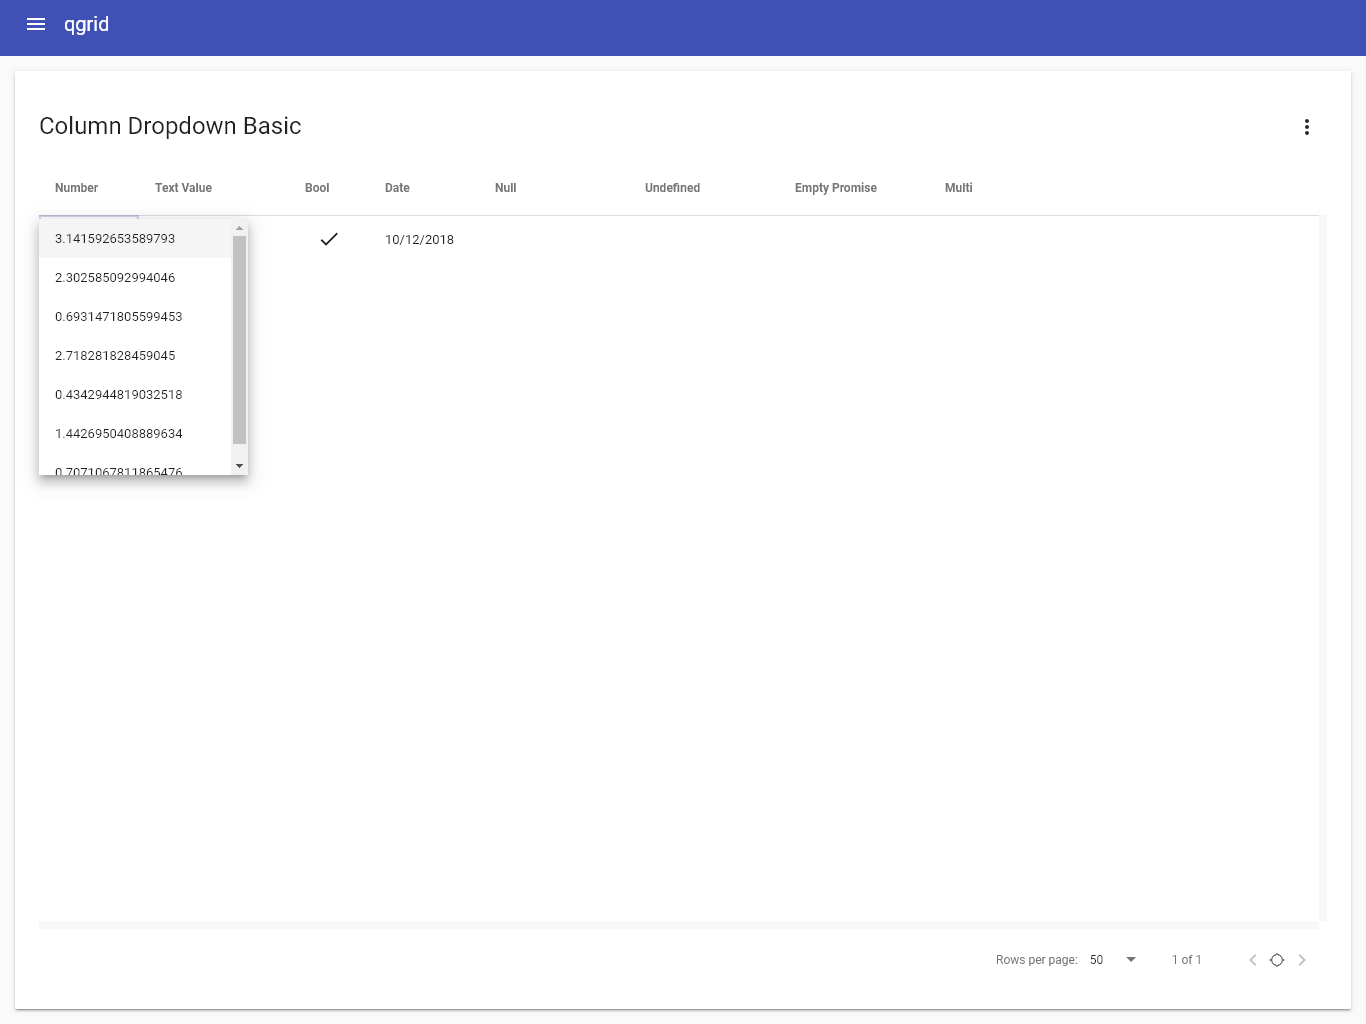 qgrid
Column Dropdown Basic
Number Text Value Bool Date Null Undefined Empty Promise Multi
3.141592653589793 10/12/2018
2.302585092994046
0.6931471805599453
2.718281828459045
0.4342944819032518
1.4426950408889634
0.7071067811865476
Rows per page: 50 1 of 1